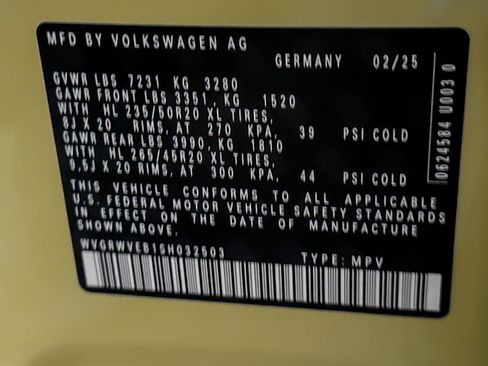 MFD BY VOLKSWAGEN AG
GERMANY 02/25
GVWR LBS 7231 KG 3280
GAWR FRONT LBS 3351, KG 1520
WITH HL 235/50R20 XL TIRES,
8J X 20 RIMS, AT 270 KPA, 39 PSI COLD
GAWR REAR LBS 3990, KG 1810
WITH HL 265/45R20 XL TIRES,
9,5J X 20 RIMS, AT 300 KPA, 44 PSI COLD
THIS VEHICLE CONFORMS TO ALL APPLICABLE
U.S. FEDERAL MOTOR VEHICLE SAFETY STANDARDS
IN EFFECT ON THE DATE OF MANUFACTURE
SHOWN ABOVE.
WVGRWVEB1SH032503 TYPE: MPV
0624584 U003 0